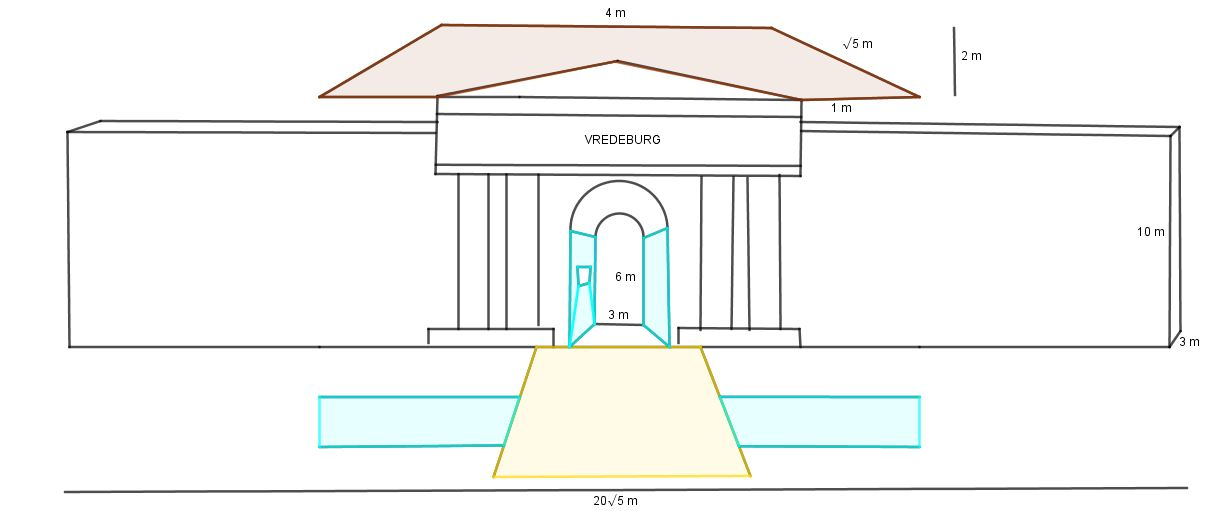 4 m
√5 m
2 m
1 m
VREDEBURG
10 m
6 m
3 m
3 m
20√5 m